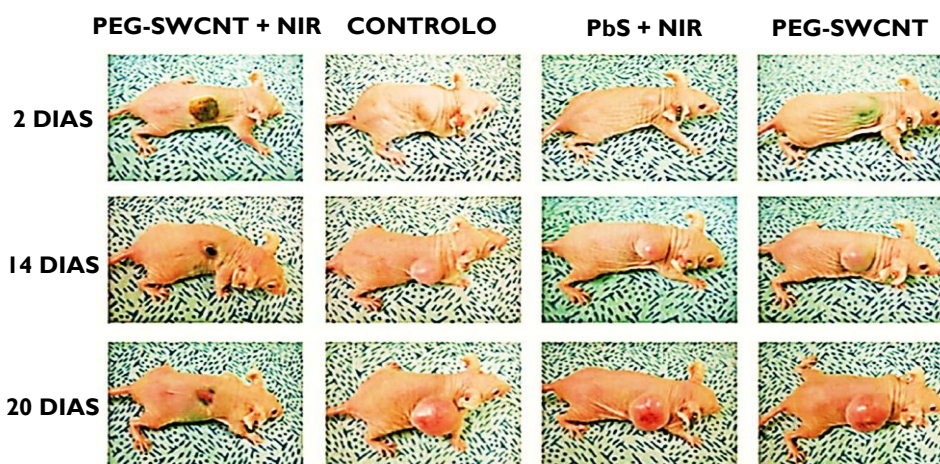 PEG-SWCNT + NIR CONTROLO PbS + NIR PEG-SWCNT
2 DIAS
14 DIAS
20 DIAS